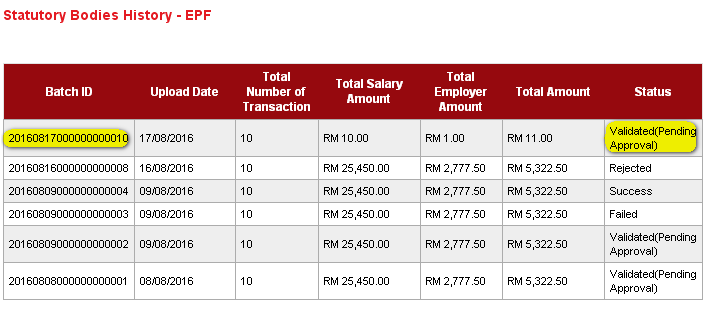 Statutory Bodies History - EPF
Batch ID Upload Date Total Number of Transaction Total Salary Amount Total Employer Amount Total Amount Status
20160817000000000010 17/08/2016 10 RM 10.00 RM 1.00 RM 11.00 Validated(Pending Approval)
20160816000000000008 16/08/2016 10 RM 25,450.00 RM 2,777.50 RM 5,322.50 Rejected
20160809000000000004 09/08/2016 10 RM 25,450.00 RM 2,777.50 RM 5,322.50 Success
20160809000000000003 09/08/2016 10 RM 25,450.00 RM 2,777.50 RM 5,322.50 Failed
20160809000000000002 09/08/2016 10 RM 25,450.00 RM 2,777.50 RM 5,322.50 Validated(Pending Approval)
20160808000000000001 08/08/2016 10 RM 25,450.00 RM 2,777.50 RM 5,322.50 Validated(Pending Approval)